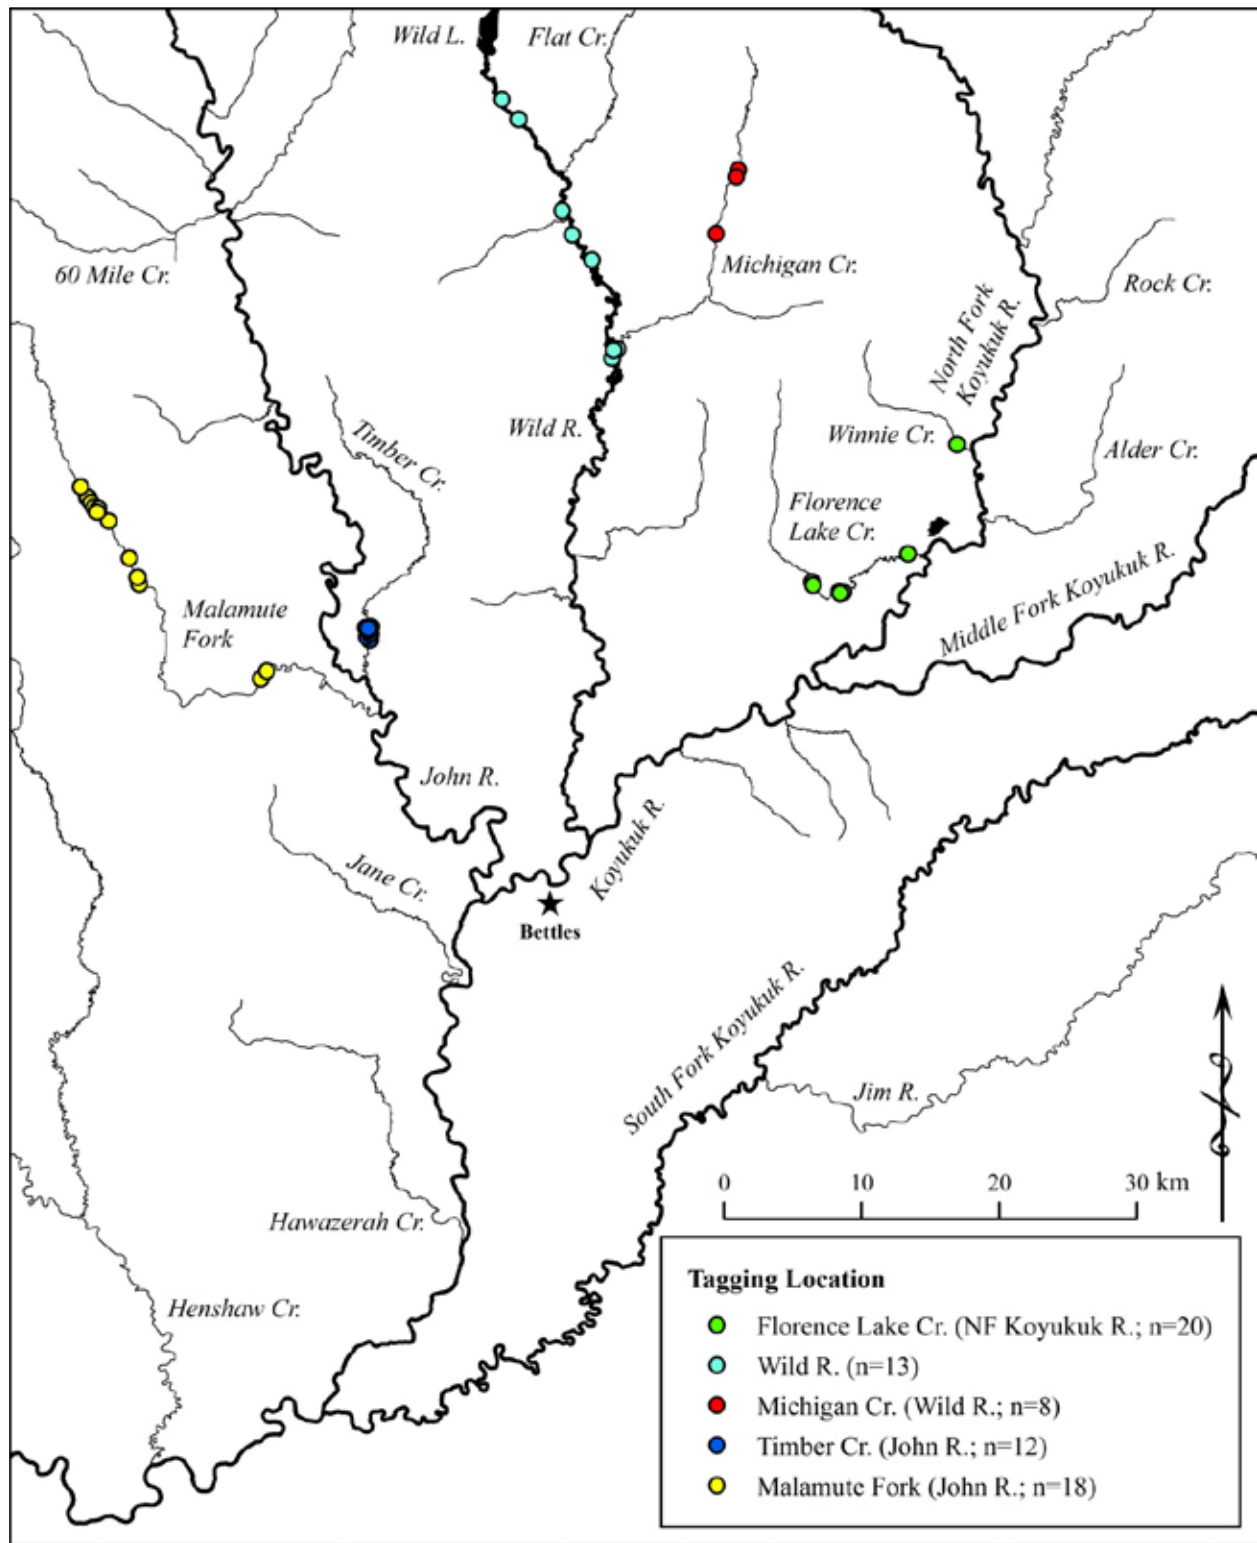 Wild L.
Flat Cr.
60 Mile Cr.
Michigan Cr.
Rock Cr.
North Fork
Koyukuk R.
Timber Cr.
Wild R.
Winnie Cr.
Alder Cr.
Florence
Lake Cr.
Middle Fork Koyukuk R.
Malamute
Fork
John R.
Koyukuk R.
Jane Cr.
Bettles
South Fork Koyukuk R.
Jim R.
Hawazerah Cr.
Henshaw Cr.
0 10 20 30 km
Tagging Location
Florence Lake Cr. (NF Koyukuk R.; n=20)
Wild R. (n=13)
Michigan Cr. (Wild R.; n=8)
Timber Cr. (John R.; n=12)
Malamute Fork (John R.; n=18)